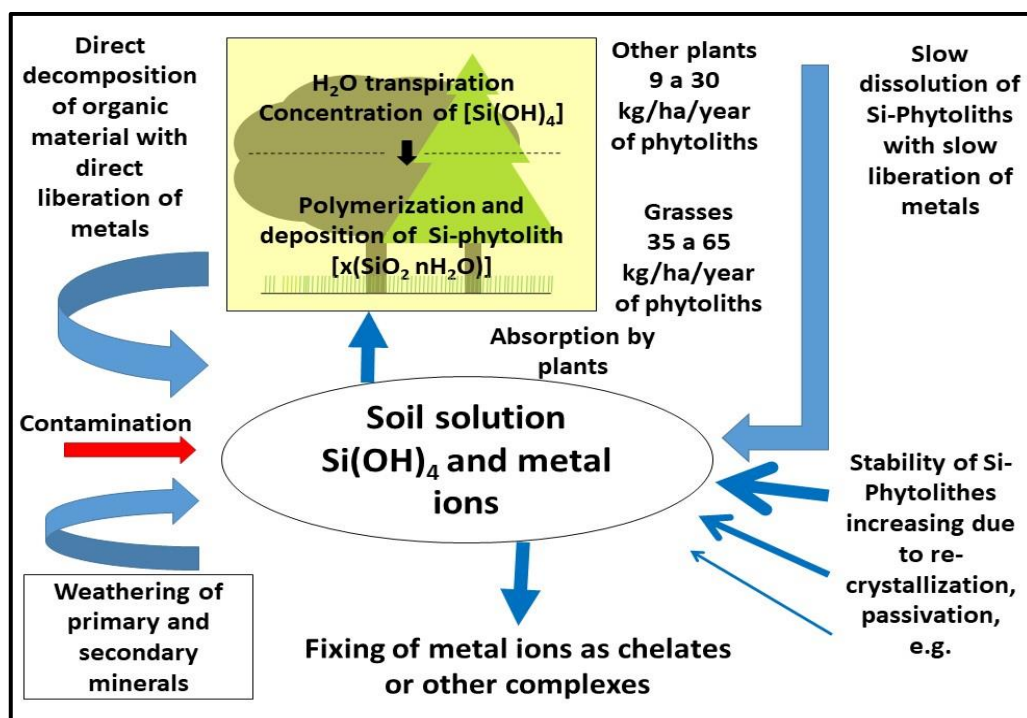 Direct
decomposition
of organic
material with
direct
liberation of
metals
H₂O transpiration
Concentration of [Si(OH)₄]
Polymerization and
deposition of Si-phytolith
[x(SiO₂ nH₂O)]
Other plants
9 a 30
kg/ha/year
of phytoliths
Grasses
35 a 65
kg/ha/year
of phytoliths
Slow
dissolution of
Si-Phytoliths
with slow
liberation of
metals
Absorption by
plants
Contamination
Soil solution
Si(OH)₄ and metal
ions
Weathering of
primary and
secondary
minerals
Fixing of metal ions as chelates
or other complexes
Stability of Si-
Phytolithes
increasing due
to re-
crystallization,
passivation,
e.g.